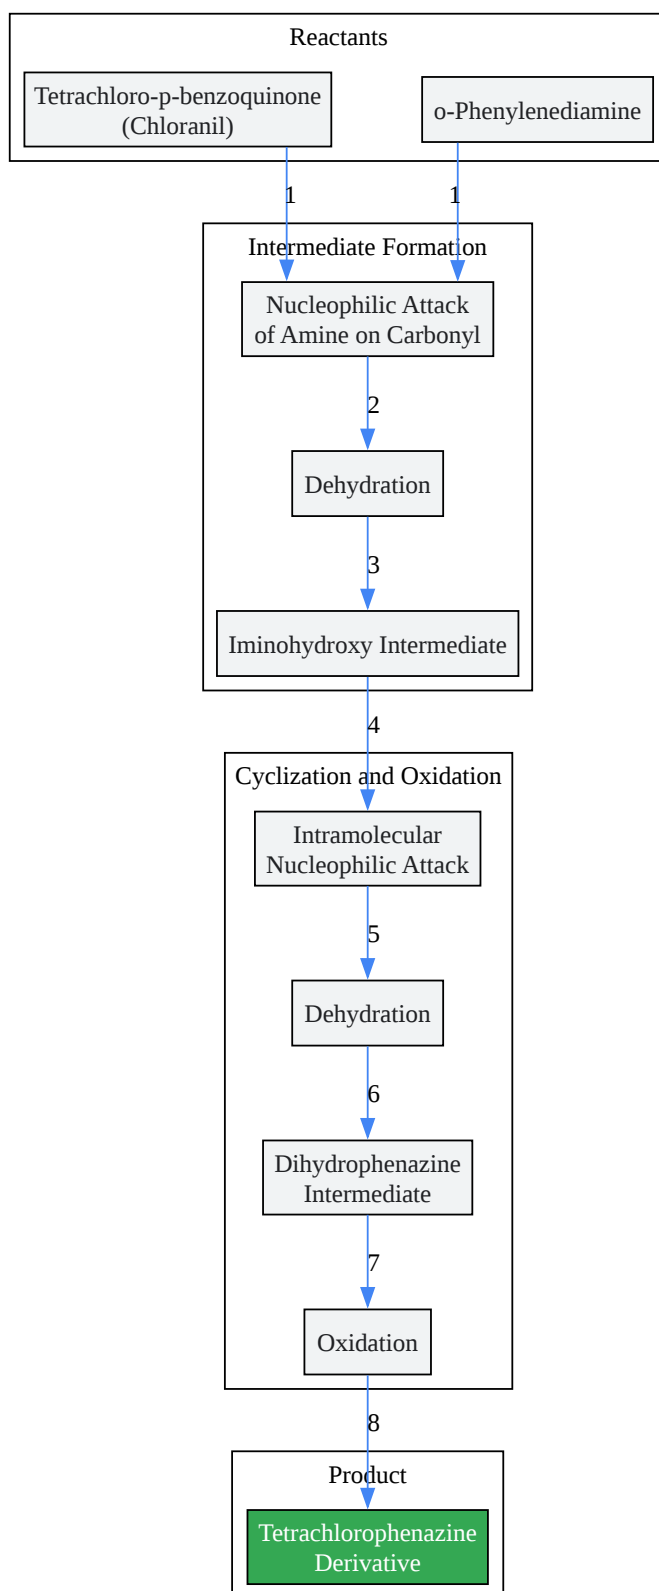 Reactants
Tetrachloro-p-benzoquinone
(Chloranil)
o-Phenylenediamine
1
1
Intermediate Formation
Nucleophilic Attack
of Amine on Carbonyl
2
Dehydration
3
Iminohydroxy Intermediate
4
Cyclization and Oxidation
Intramolecular
Nucleophilic Attack
5
Dehydration
6
Dihydrophenazine
Intermediate
7
Oxidation
8
Product
Tetrachlorophenazine
Derivative